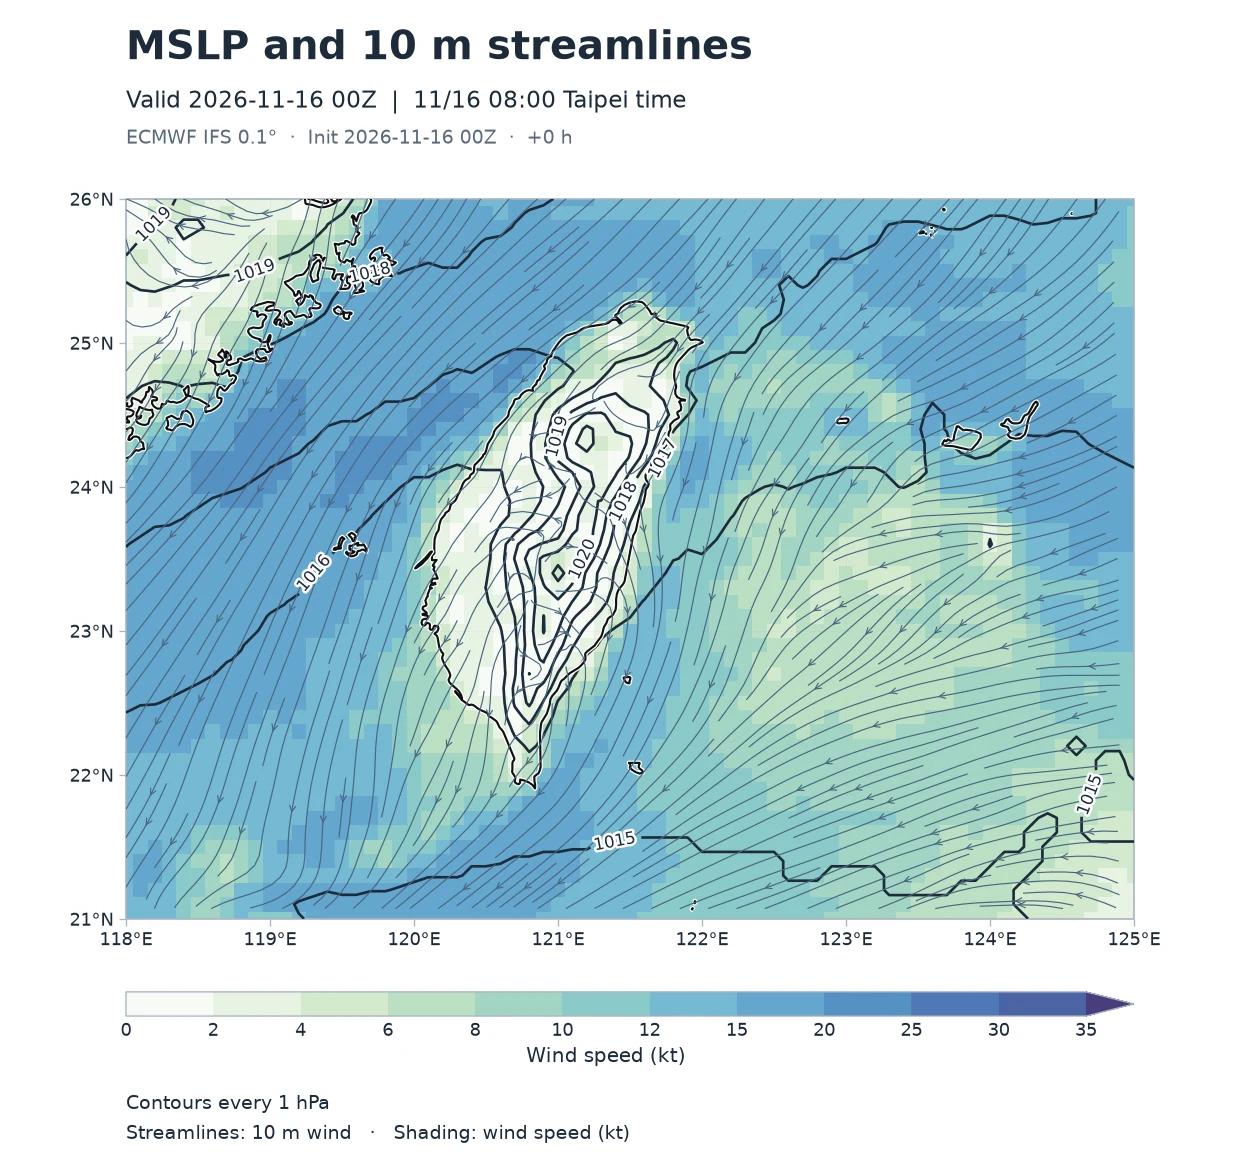 MSLP and 10 m streamlines
Valid 2026-11-16 00Z | 11/16 08:00 Taipei time
ECMWF IFS 0.1° · Init 2026-11-16 00Z · +0 h
26°N
25°N
24°N
23°N
22°N
21°N
1019
1019
1018
1019
1017
1018
1020
1016
1015
1015
118°E 119°E 120°E 121°E 122°E 123°E 124°E 125°E
0 2 4 6 8 10 12 15 20 25 30 35
Wind speed (kt)
Contours every 1 hPa
Streamlines: 10 m wind · Shading: wind speed (kt)